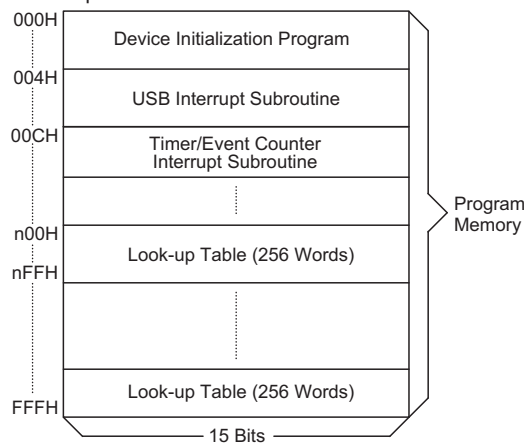 000H
Device Initialization Program
004H
USB Interrupt Subroutine
00CH
Timer/Event Counter
Interrupt Subroutine
Program
Memory
n00H
Look-up Table (256 Words)
nFFH
Look-up Table (256 Words)
FFFH
15 Bits